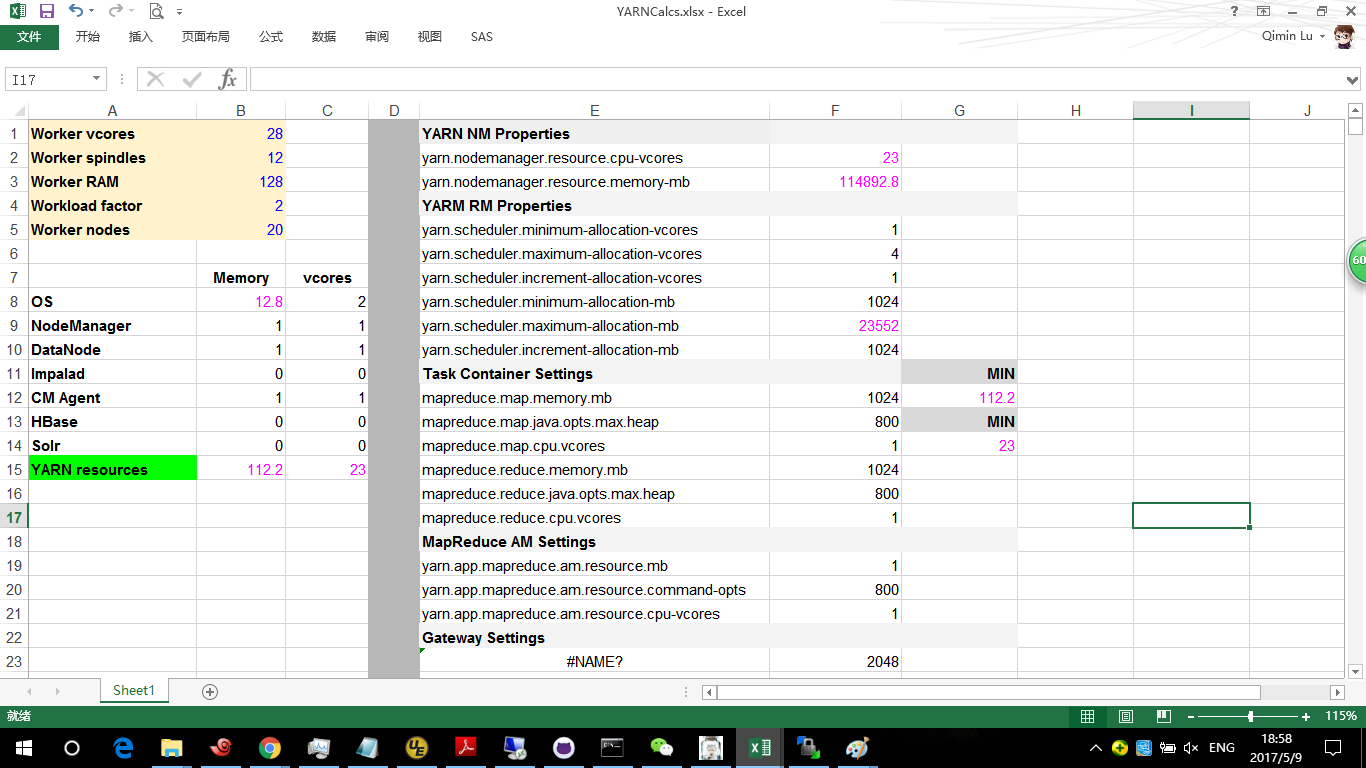 YARNCalcs.xlsx - Excel
文件 开始 插入 页面布局 公式 数据 审阅 视图 SAS Qimin Lu
I17 fx
A B C D E F G H I J
1 Worker vcores 28 YARN NM Properties
2 Worker spindles 12 yarn.nodemanager.resource.cpu-vcores 23
3 Worker RAM 128 yarn.nodemanager.resource.memory-mb 114892.8
4 Workload factor 2 YARM RM Properties
5 Worker nodes 20 yarn.scheduler.minimum-allocation-vcores 1
6 yarn.scheduler.maximum-allocation-vcores 4
7 Memory vcores yarn.scheduler.increment-allocation-vcores 1
8 OS 12.8 2 yarn.scheduler.minimum-allocation-mb 1024
9 NodeManager 1 1 yarn.scheduler.maximum-allocation-mb 23552
10 DataNode 1 1 yarn.scheduler.increment-allocation-mb 1024
11 Impalad 0 0 Task Container Settings MIN
12 CM Agent 1 1 mapreduce.map.memory.mb 1024 112.2
13 HBase 0 0 mapreduce.map.java.opts.max.heap 800 MIN
14 Solr 0 0 mapreduce.map.cpu.vcores 1 23
15 YARN resources 112.2 23 mapreduce.reduce.memory.mb 1024
16 mapreduce.reduce.java.opts.max.heap 800
17 mapreduce.reduce.cpu.vcores 1
18 MapReduce AM Settings
19 yarn.app.mapreduce.am.resource.mb 1
20 yarn.app.mapreduce.am.resource.command-opts 800
21 yarn.app.mapreduce.am.resource.cpu-vcores 1
22 Gateway Settings
23 #NAME? 2048
60
Sheet1
就绪 115%
ENG 18:58
2017/5/9